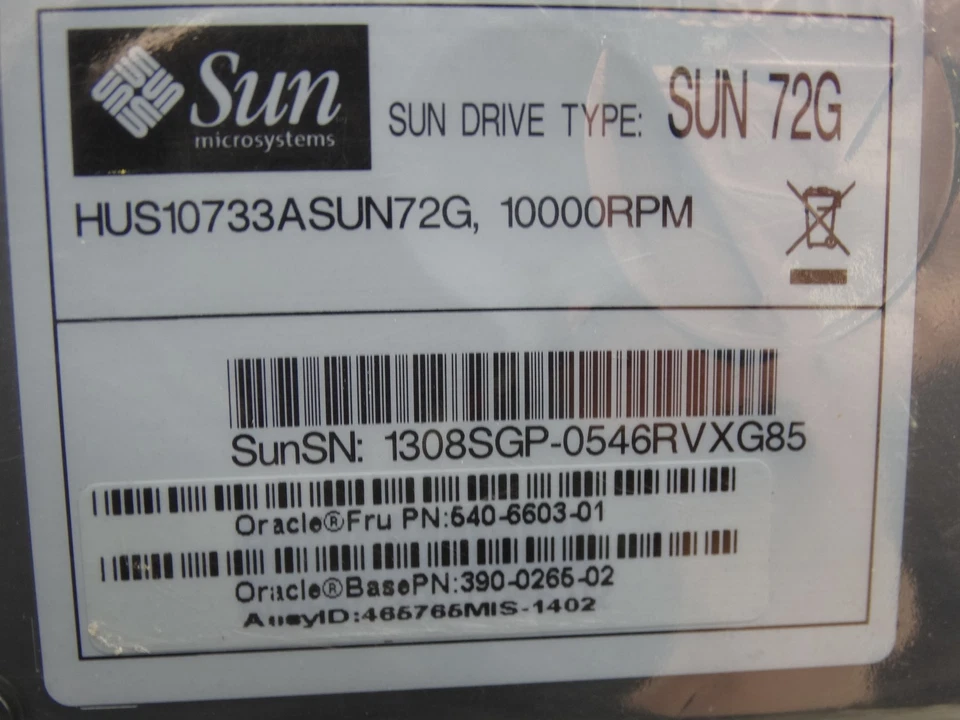 Sun
microsystems
SUN DRIVE TYPE: SUN 72G
HUS10733ASUN72G, 10000RPM
SunSN: 1308SGP-0546RVXG85
Oracle®Fru PN:540-6603-01
Oracle®BasePN:390-0265-02
AssyID:465765MIS-1402